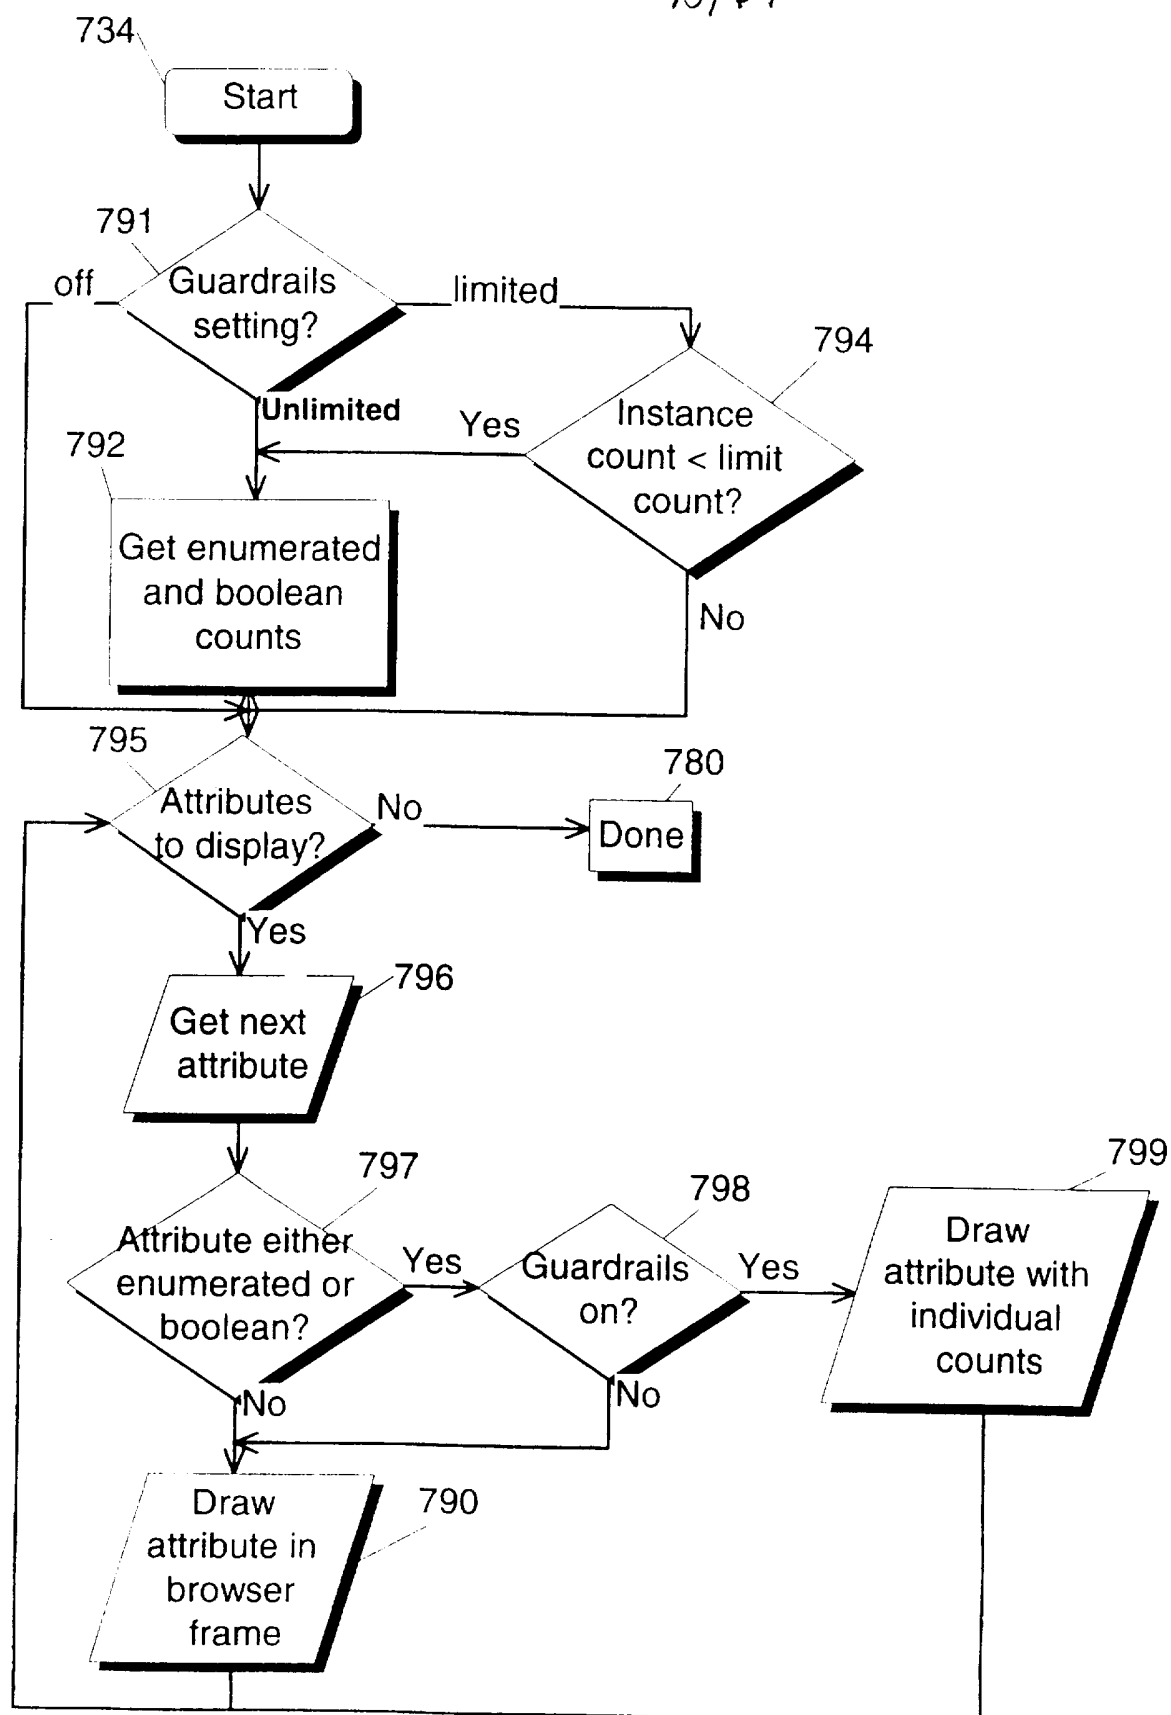 734
Start
791
off
Guardrails
setting?
limited
794
Unlimited
Yes
Instance
count < limit
count?
792
Get enumerated
and boolean
counts
No
795
Attributes
to display?
No
780
Done
Yes
796
Get next
attribute
797
798
799
Attribute either
enumerated or
boolean?
Yes
Guardrails
on?
Yes
Draw
attribute with
individual
counts
No
No
790
Draw
attribute in
browser
frame